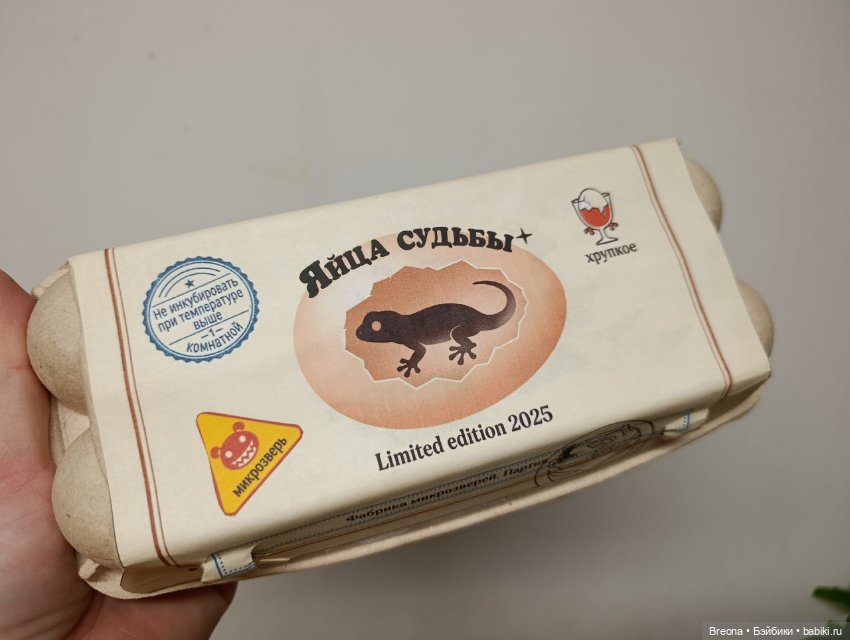 Яйца судьбы
хрупкое
Не инкубировать
при температуре
выше
1
комнатной
микрозверь
Limited edition 2025
Фабрика микрозверей. Партия
Breona • Бэйбики • babiki.ru